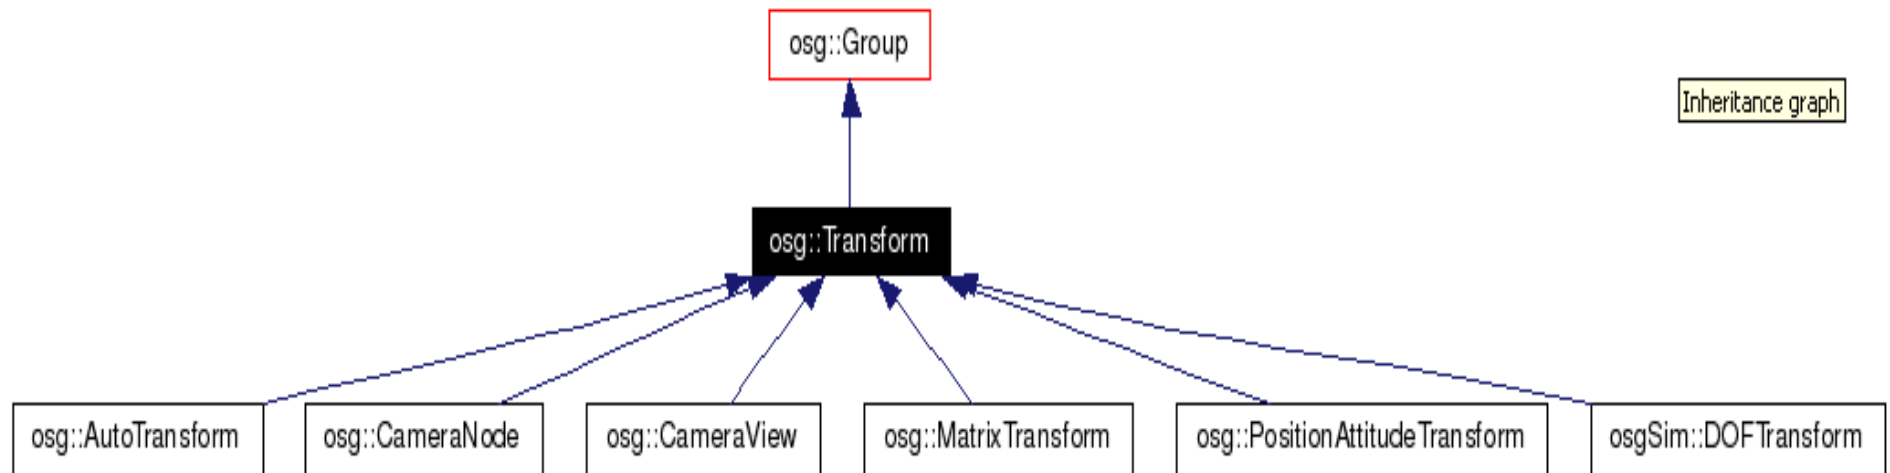 osg::Group
Inheritance graph
osg::Transform
osg::AutoTransform
osg::CameraNode
osg::CameraView
osg::MatrixTransform
osg::PositionAttitudeTransform
osgSim::DOFTransform